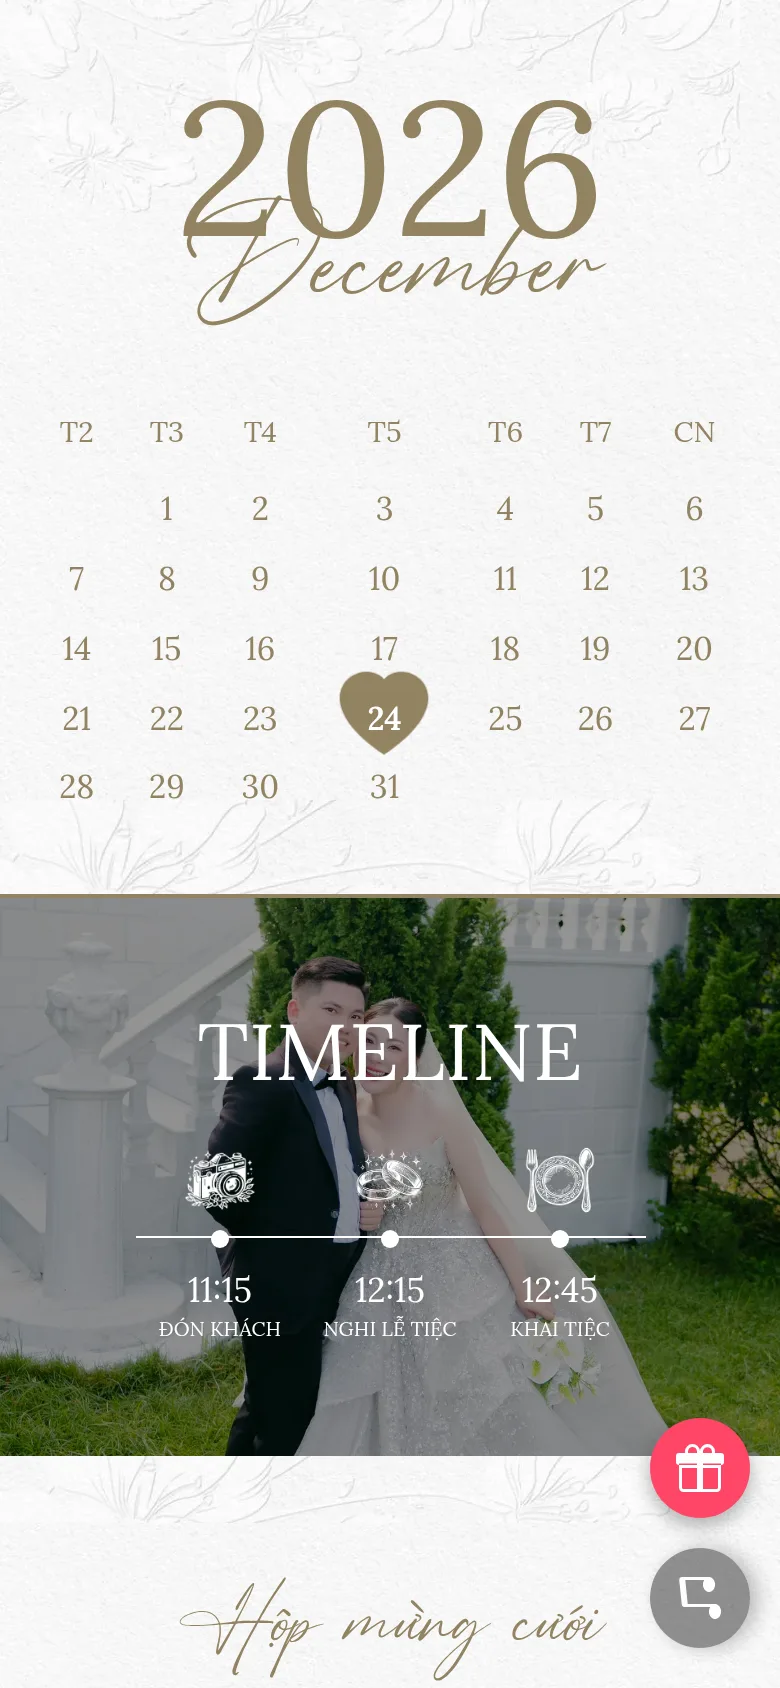 2026
December
T2 T3 T4 T5 T6 T7 CN
1 2 3 4 5 6
7 8 9 10 11 12 13
14 15 16 17 18 19 20
21 22 23 24 25 26 27
28 29 30 31
TIMELINE
11:15 12:15 12:45
ĐÓN KHÁCH NGHI LỄ TIỆC KHAI TIỆC
Hộp mừng cưới